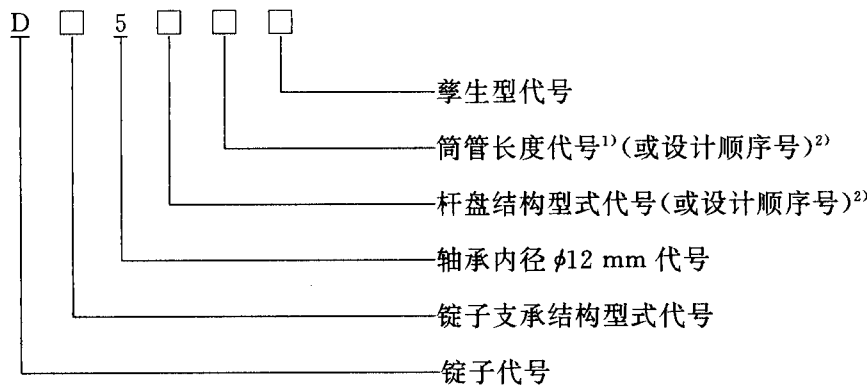 D □ 5 □ □ □
孳生型代号
筒管长度代号¹⁾(或设计顺序号)²⁾
杆盘结构型式代号(或设计顺序号)²⁾
轴承内径 ϕ12 mm 代号
锭子支承结构型式代号
锭子代号